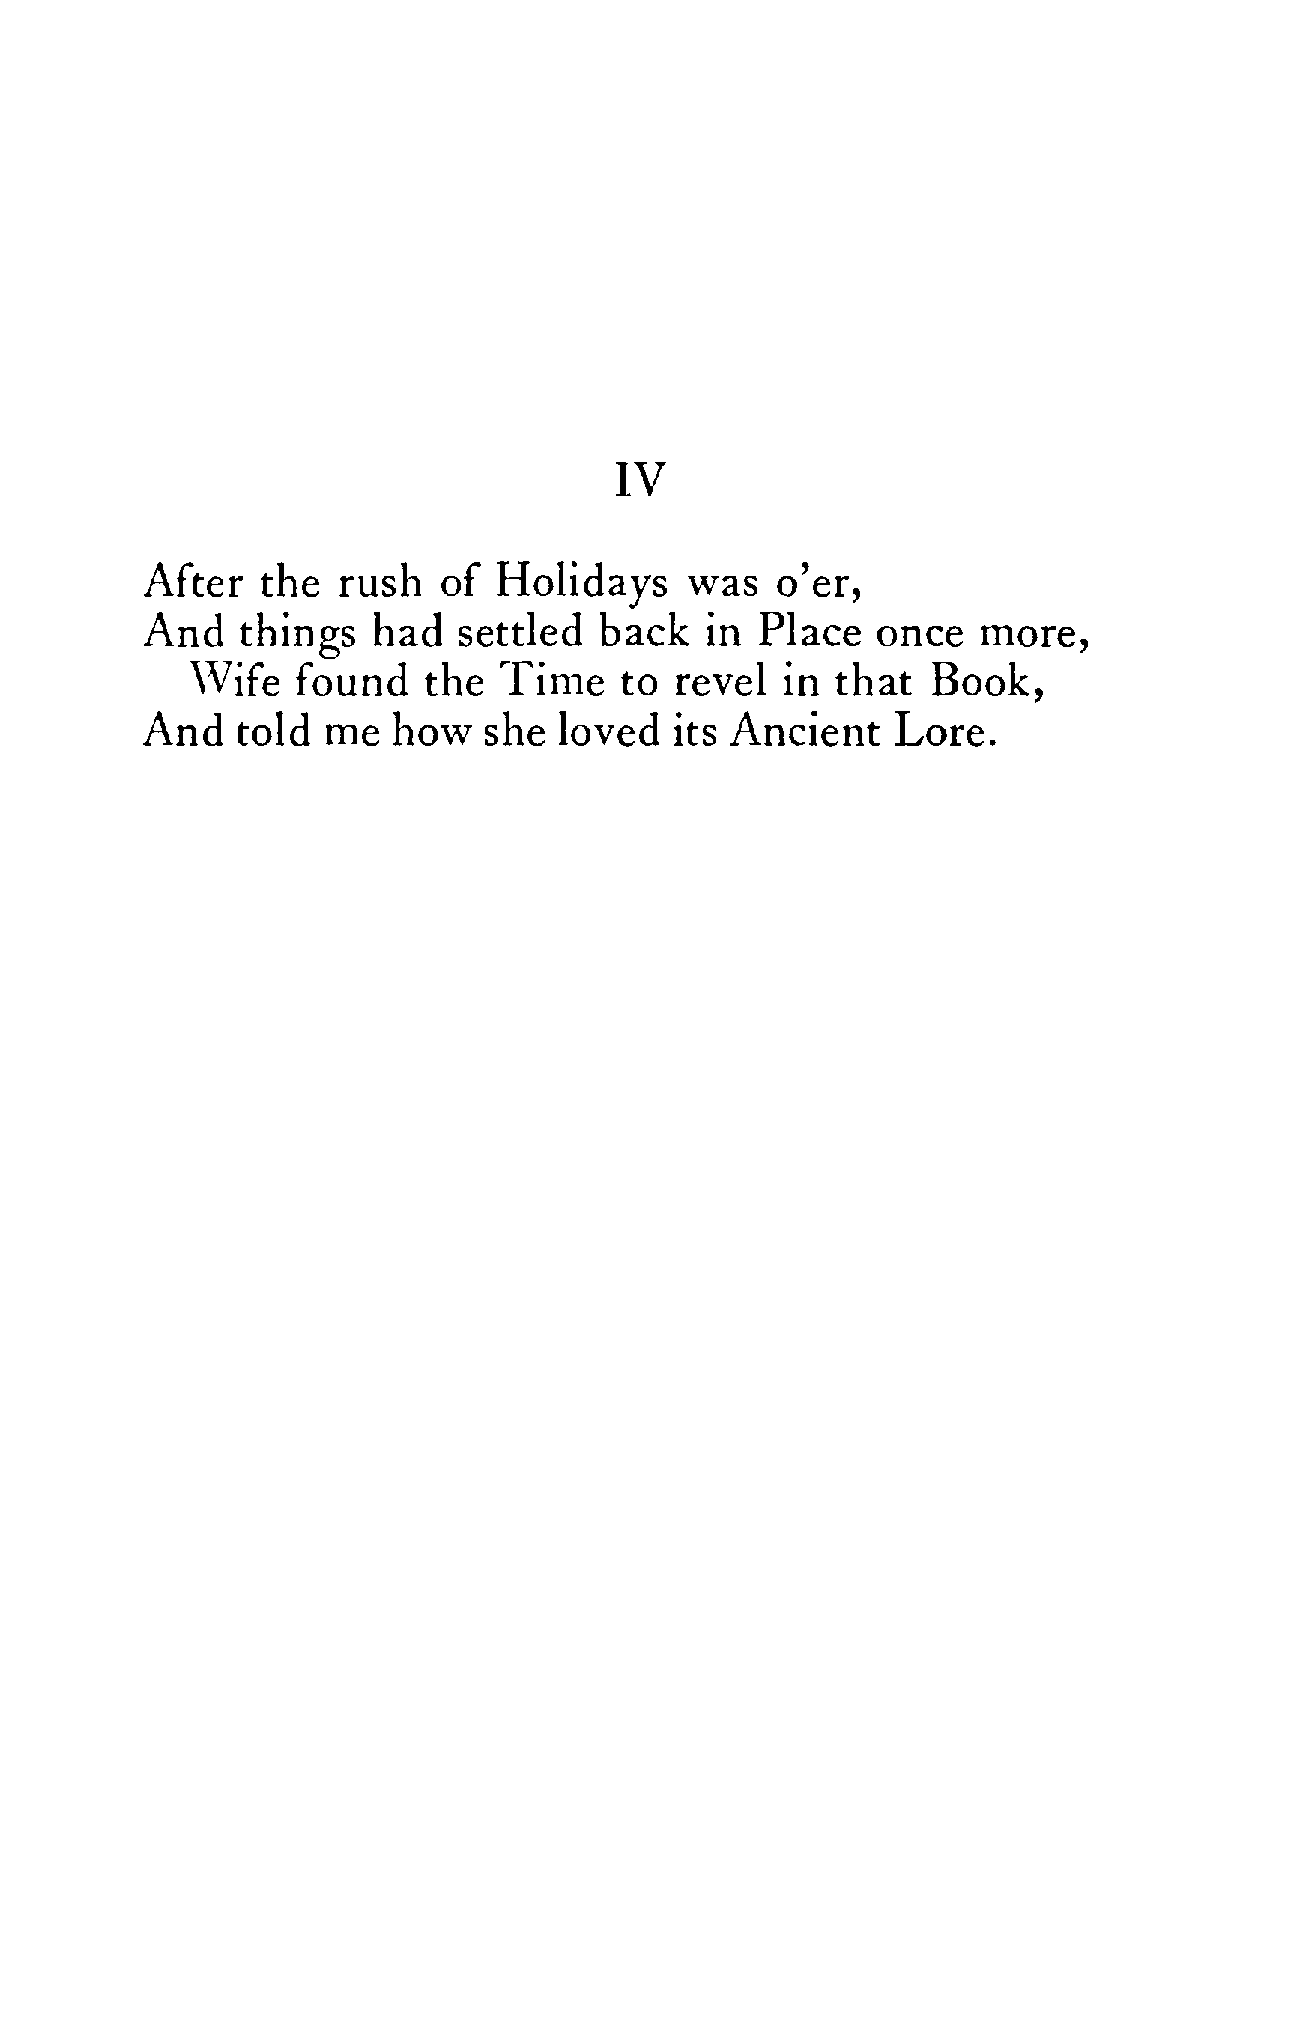 IV
After the rush of Holidays was o'er,
And things had settled back in Place once more,
Wife found the Time to revel in that Book,
And told me how she loved its Ancient Lore.